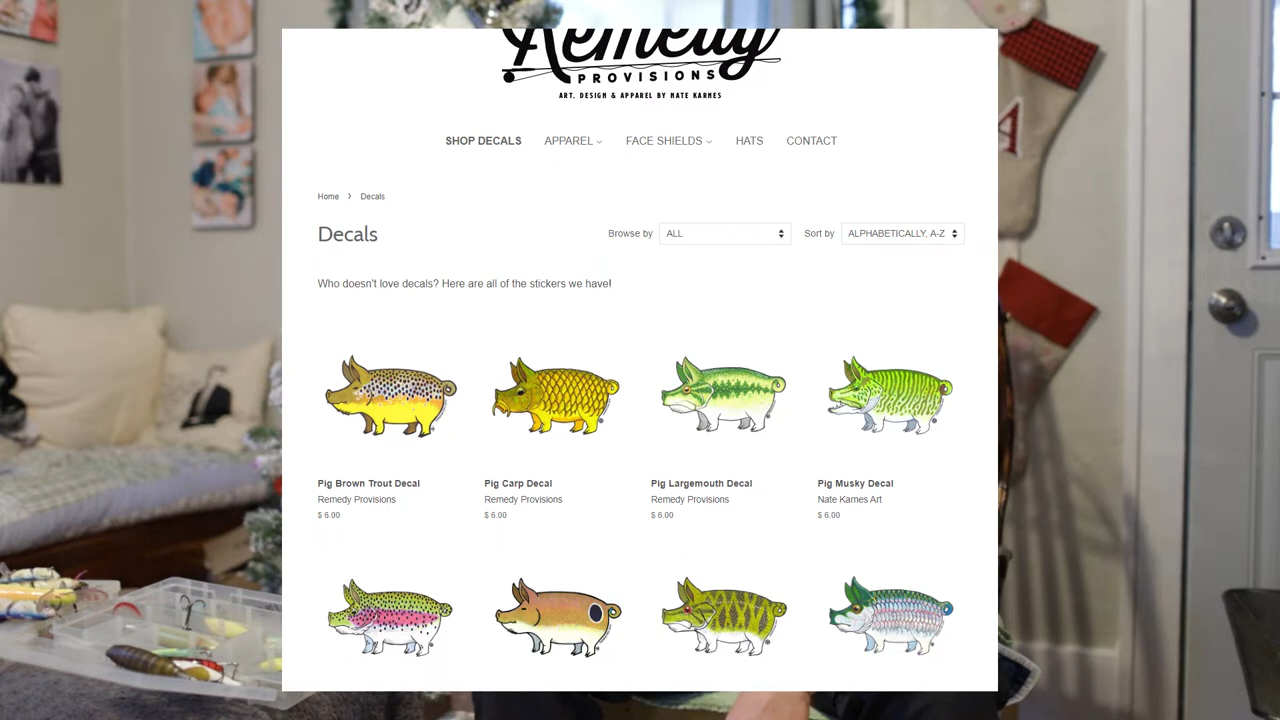 Remedy
PROVISIONS
ART, DESIGN & APPAREL BY NATE KARNES
SHOP DECALS APPAREL FACE SHIELDS HATS CONTACT
Home › Decals
Decals
Browse by ALL Sort by ALPHABETICALLY, A-Z
Who doesn't love decals? Here are all of the stickers we have!
Pig Brown Trout Decal Pig Carp Decal Pig Largemouth Decal Pig Musky Decal
Remedy Provisions Remedy Provisions Remedy Provisions Nate Karnes Art
$ 6.00 $ 6.00 $ 6.00 $ 6.00
A